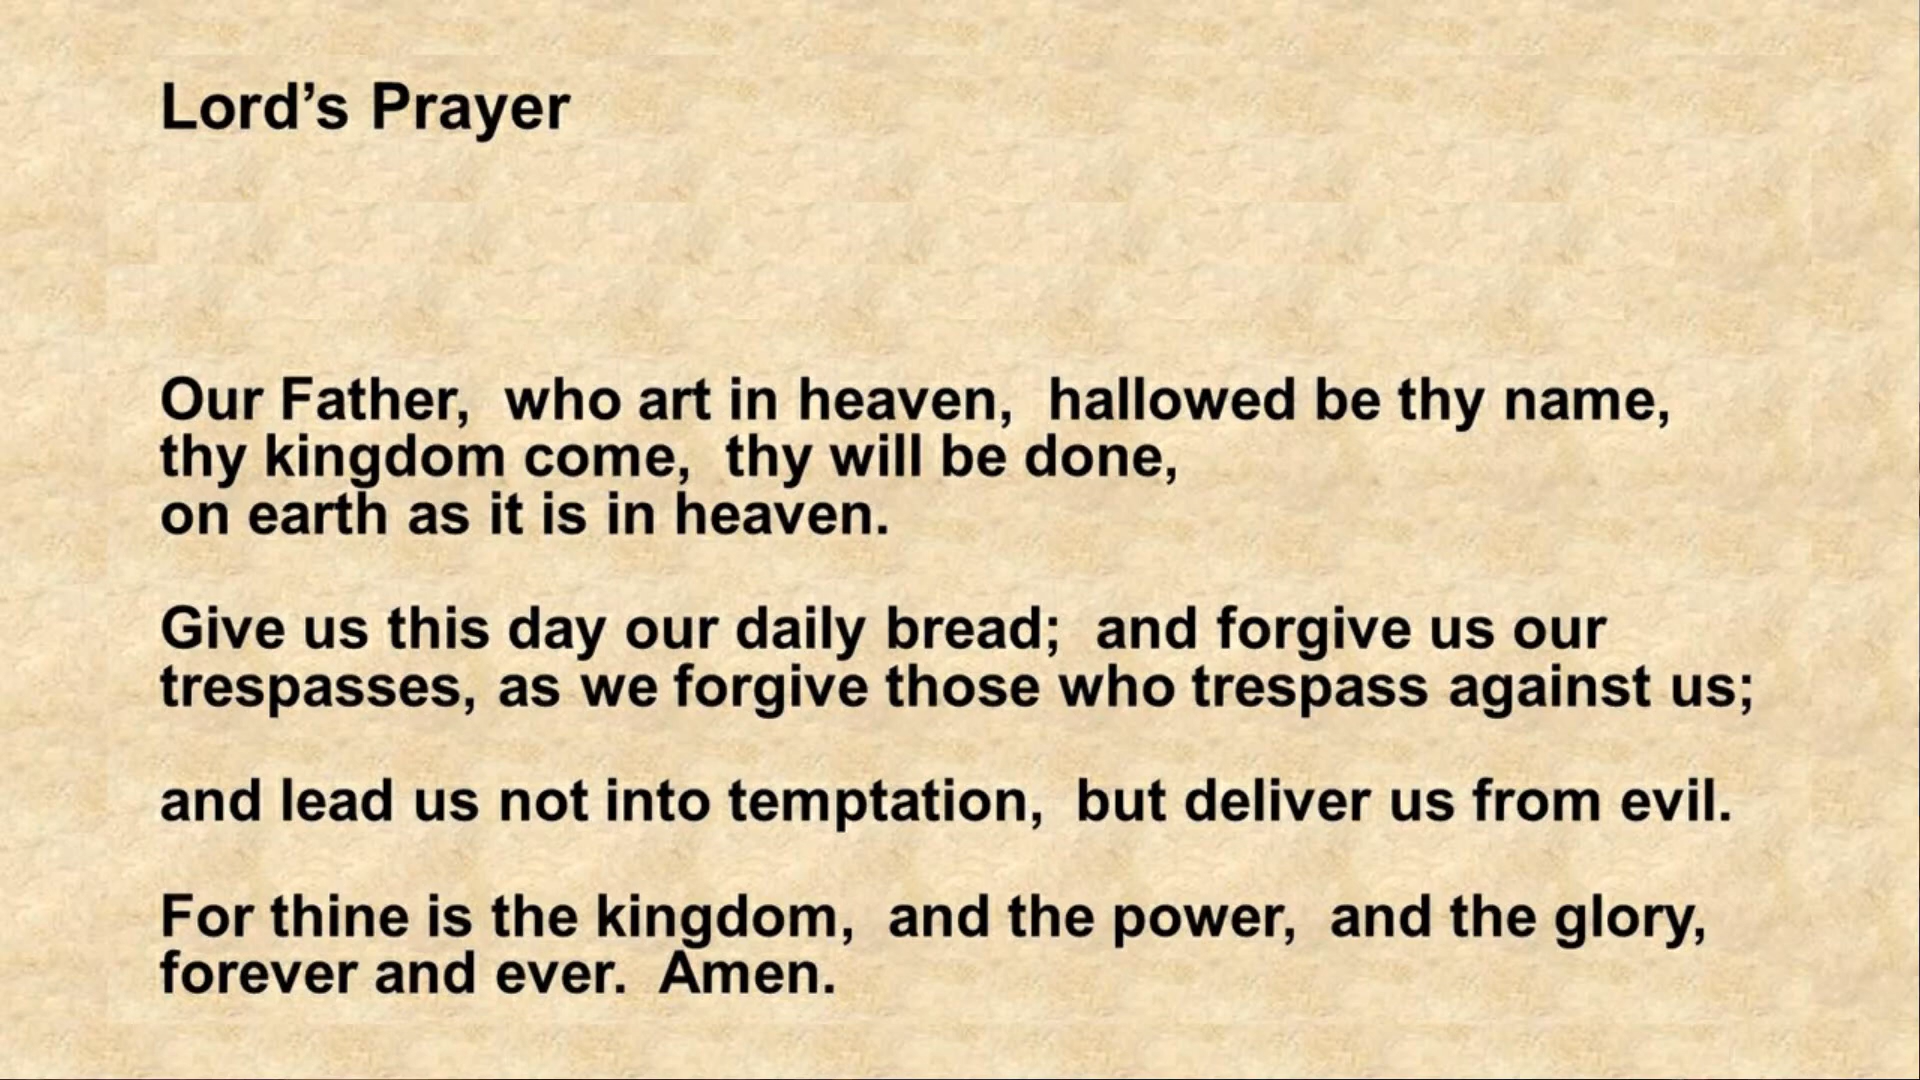 Lord’s Prayer
Our Father,  who art in heaven,  hallowed be thy name,
thy kingdom come,  thy will be done,
on earth as it is in heaven.
Give us this day our daily bread;  and forgive us our
trespasses, as we forgive those who trespass against us;
and lead us not into temptation,  but deliver us from evil.
For thine is the kingdom,  and the power,  and the glory,
forever and ever.  Amen.